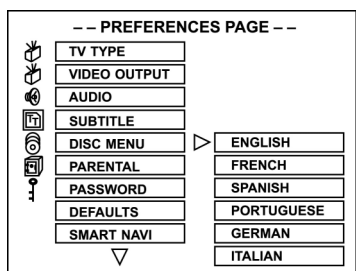 -- PREFERENCES PAGE --
TV TYPE
VIDEO OUTPUT
AUDIO
SUBTITLE
DISC MENU
PARENTAL
PASSWORD
DEFAULTS
SMART NAVI
ENGLISH
FRENCH
SPANISH
PORTUGUESE
GERMAN
ITALIAN